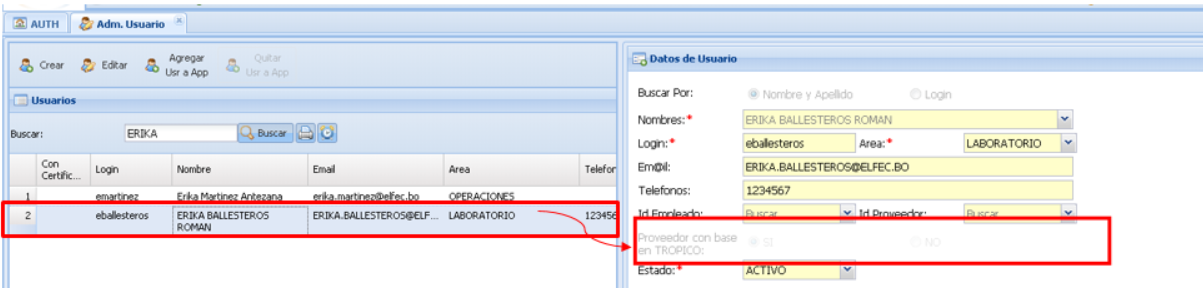 AUTH Adm. Usuario
Crear Editar Agregar Usr a App Quitar Usr a App
Usuarios
Buscar: ERIKA Buscar
Con Certific... Login Nombre Email Area Telefor
1 emartinez Erika Martinez Antezana erika.martinez@elfec.bo OPERACIONES
2 eballesteros ERIKA BALLESTEROS ROMAN ERIKA.BALLESTEROS@ELF... LABORATORIO 123456
Datos de Usuario
Buscar Por: Nombre y Apellido Login
Nombres:* ERIKA BALLESTEROS ROMAN
Login:* eballesteros Area:* LABORATORIO
Em@il: ERIKA.BALLESTEROS@ELFEC.BO
Telefonos: 1234567
Id Empleado: Buscar Id Proveedor: Buscar
Proveedor con base en TROPICO: SI NO
Estado:* ACTIVO